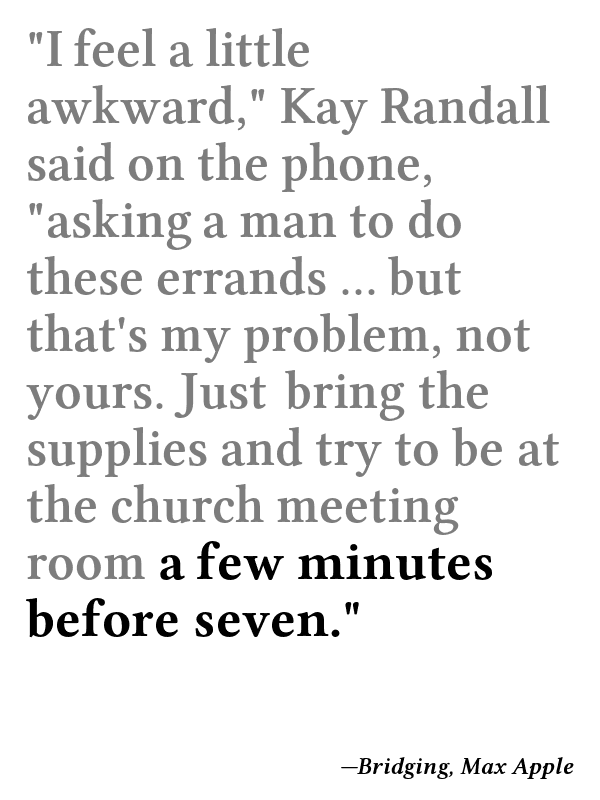 "I feel a little
awkward," Kay Randall
said on the phone,
"asking a man to do
these errands ... but
that's my problem, not
yours. Just bring the
supplies and try to be at
the church meeting
room a few minutes
before seven."
—Bridging, Max Apple